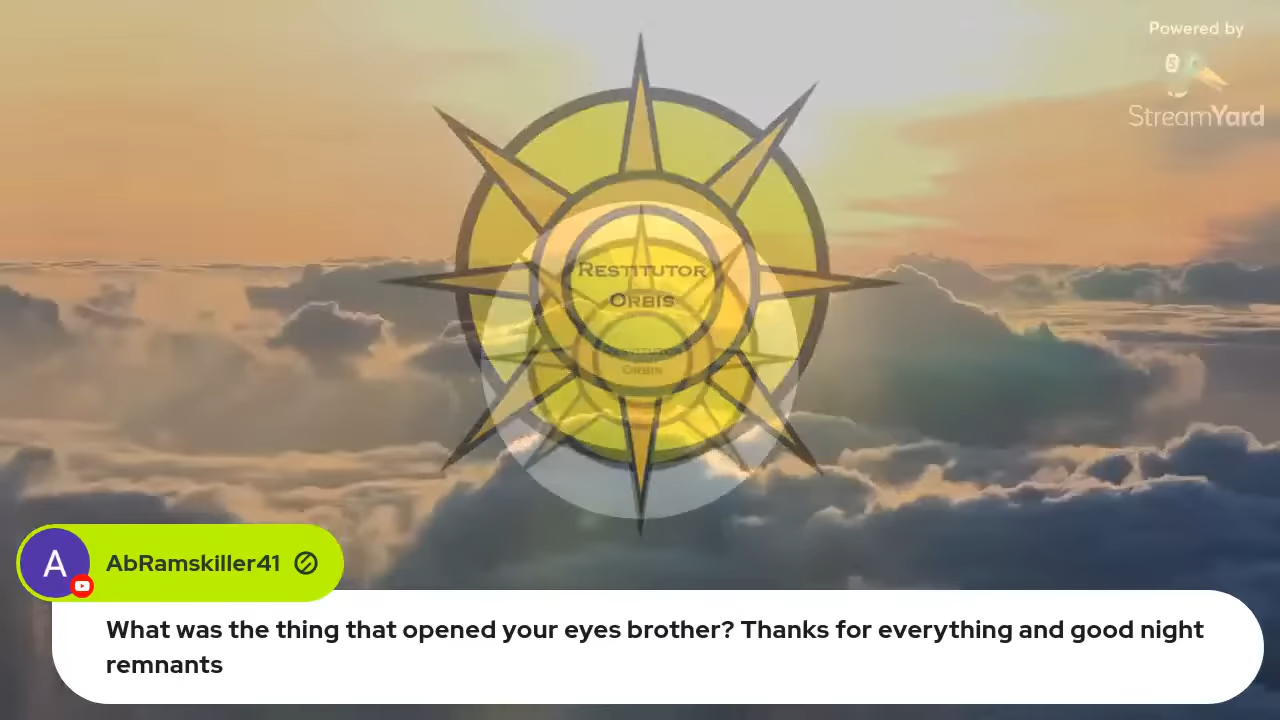 Powered by
StreamYard
RESTITUTOR
ORBIS
ORBIS
A
AbRamskiller41
What was the thing that opened your eyes brother? Thanks for everything and good night
remnants